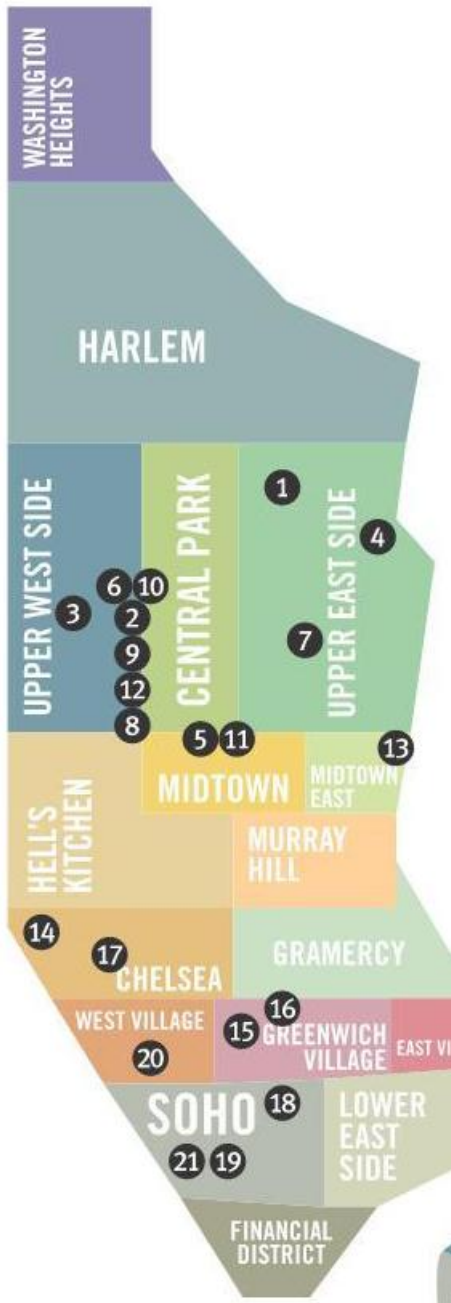 WASHINGTON
HEIGHTS
HARLEM
UPPER WEST SIDE
CENTRAL PARK
UPPER EAST SIDE
1
4
6
10
3
2
7
9
12
8
5
11
13
MIDTOWN
MIDTOWN
EAST
HELL'S
KITCHEN
MURRAY
HILL
14
17
CHELSEA
GRAMERCY
WEST VILLAGE
16
15
GREENWICH
VILLAGE
EAST VI
20
SOHO
18
LOWER
EAST
SIDE
21
19
FINANCIAL
DISTRICT